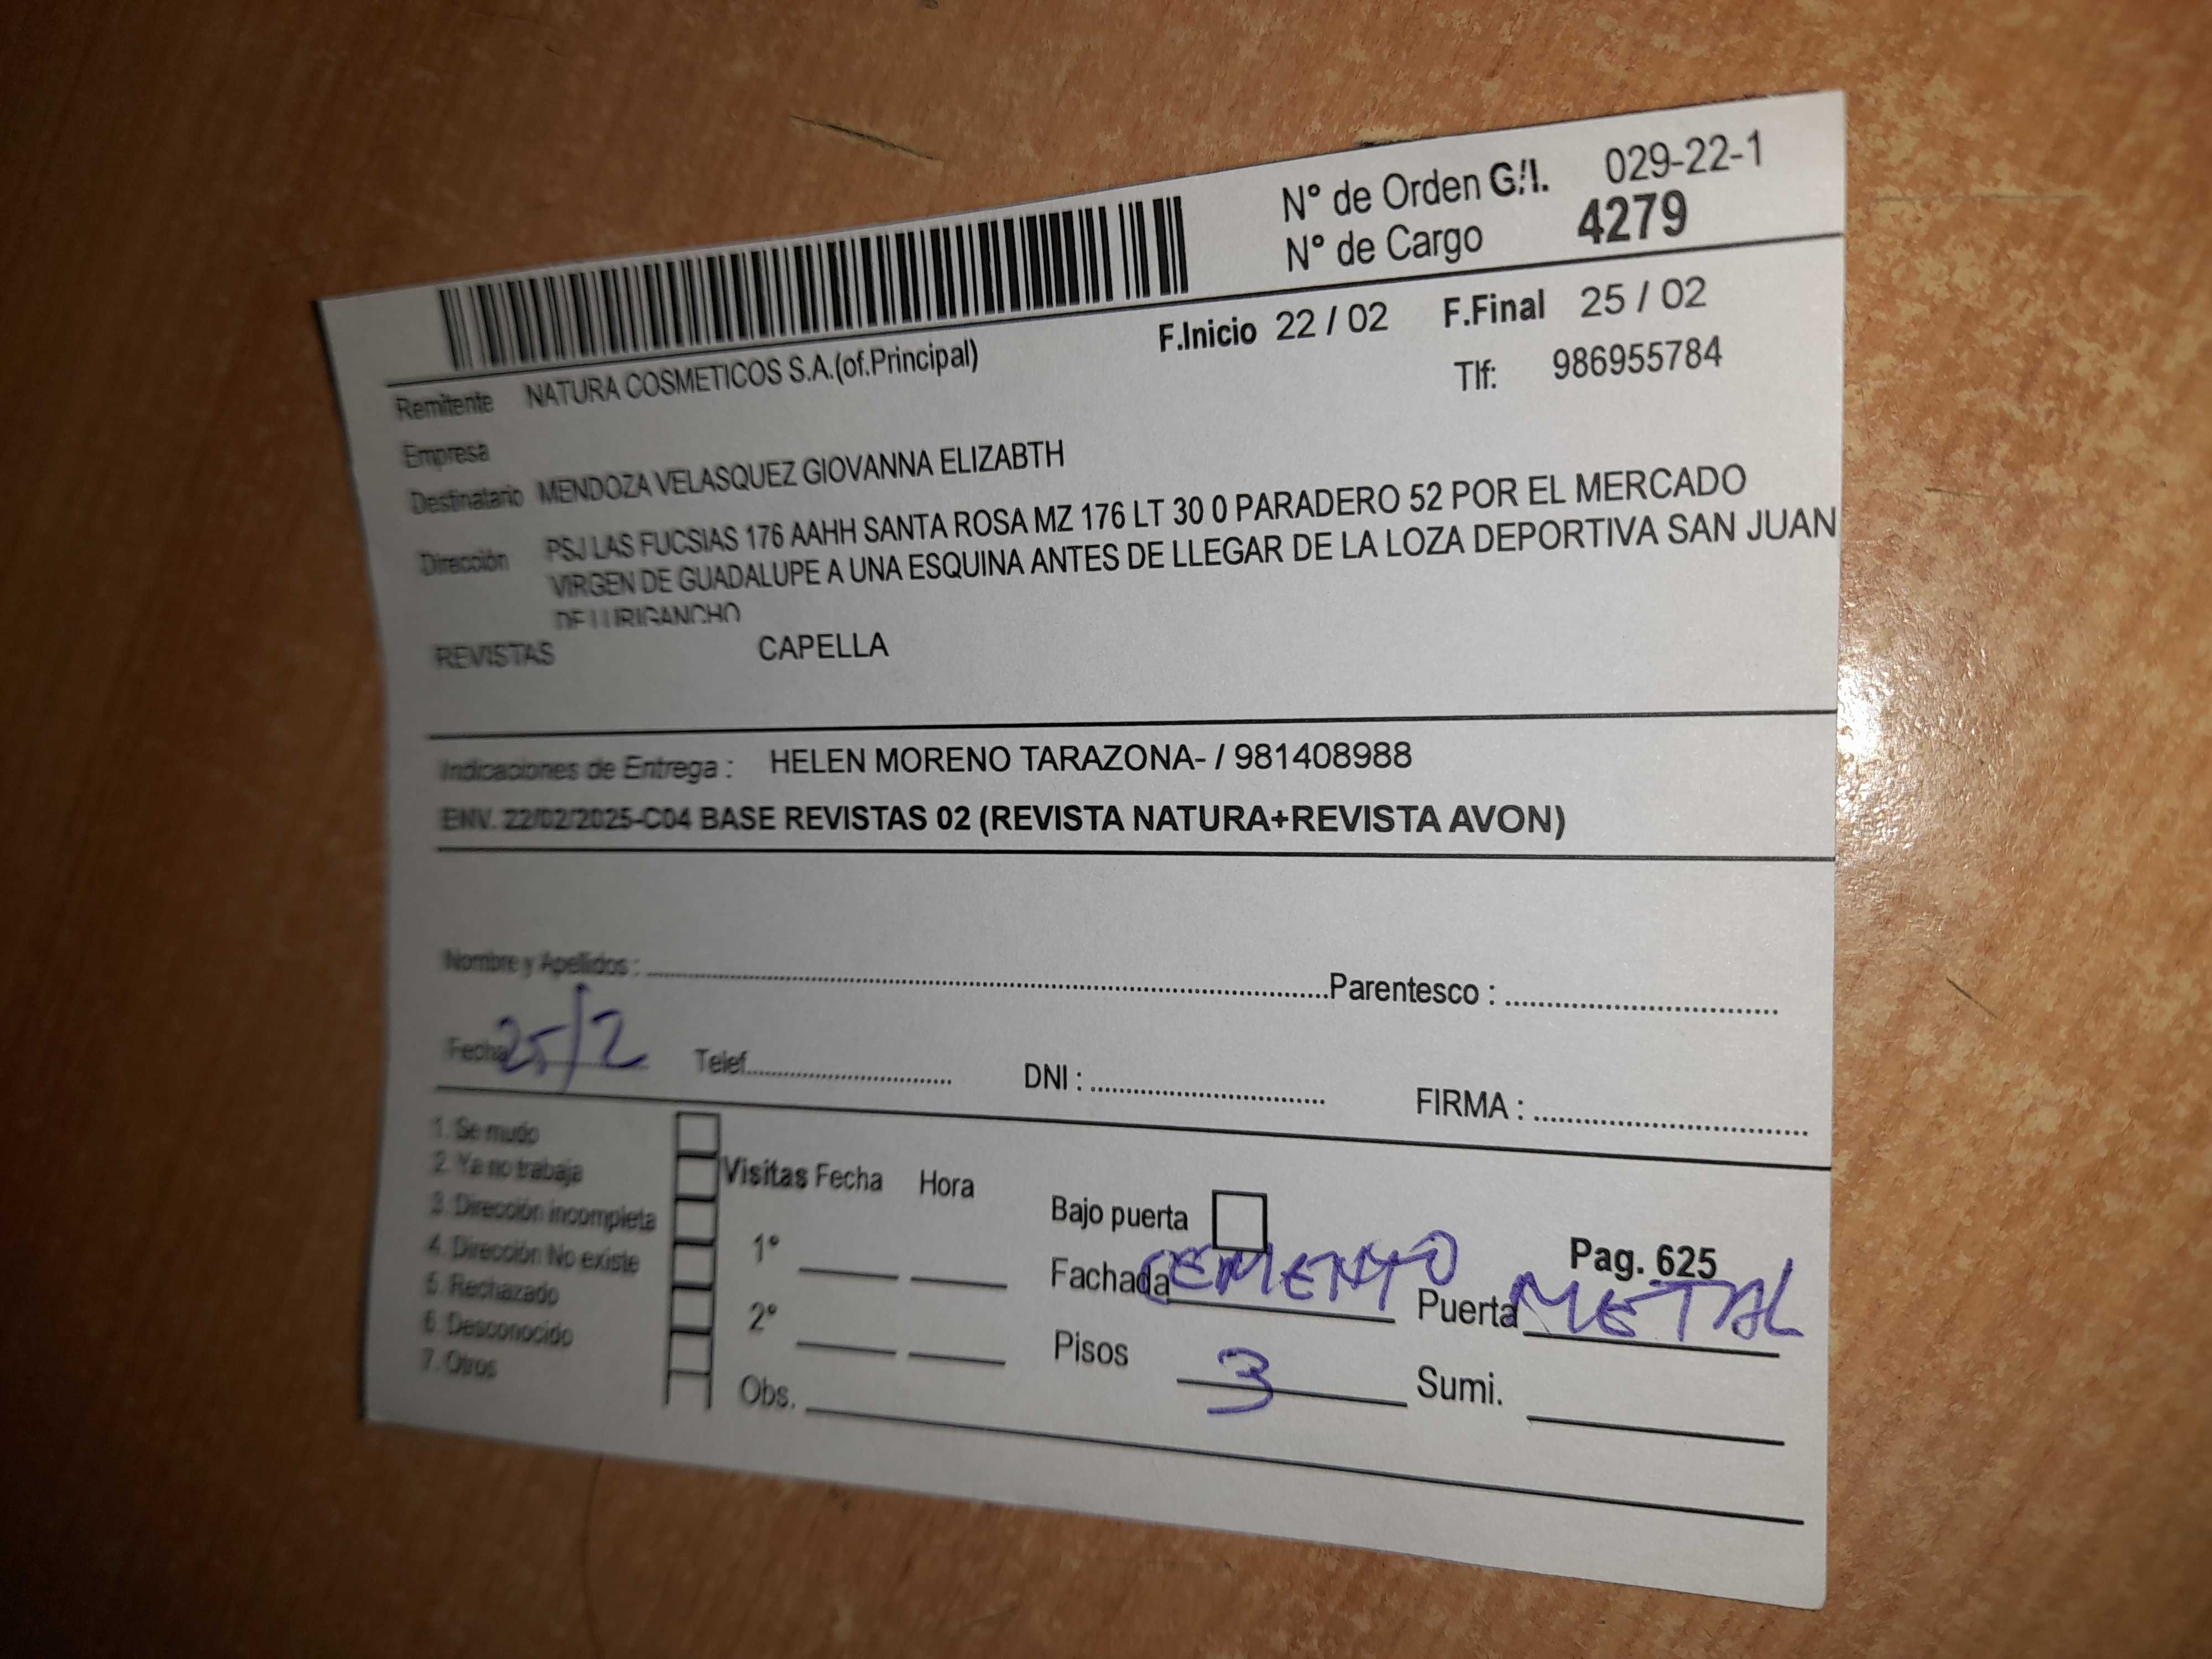 N° de Orden G.I. 029-22-1
N° de Cargo 4279
F.Inicio 22 / 02 F.Final 25 / 02
Remitente NATURA COSMETICOS S.A.(of.Principal)
Tlf: 986955784
Empresa
Destinatario MENDOZA VELASQUEZ GIOVANNA ELIZABTH
Dirección PSJ LAS FUCSIAS 176 AAHH SANTA ROSA MZ 176 LT 30 0 PARADERO 52 POR EL MERCADO
VIRGEN DE GUADALUPE A UNA ESQUINA ANTES DE LLEGAR DE LA LOZA DEPORTIVA SAN JUAN
DE LURIGANCHO
REVISTAS CAPELLA
Indicaciones de Entrega : HELEN MORENO TARAZONA- / 981408988
ENV. 22/02/2025-C04 BASE REVISTAS 02 (REVISTA NATURA+REVISTA AVON)
Nombre y Apellidos : Parentesco :
Fecha 25/2 Telef. DNI : FIRMA :
1. Se mudo
2. Ya no trabaja
3. Dirección incompleta
4. Dirección No existe
5. Rechazado
6. Desconocido
7. Otros
Visitas Fecha Hora
1°
2°
Obs.
Bajo puerta
Pag. 625
Fachada CEMENTO Puerta METAL
Pisos 3 Sumi.